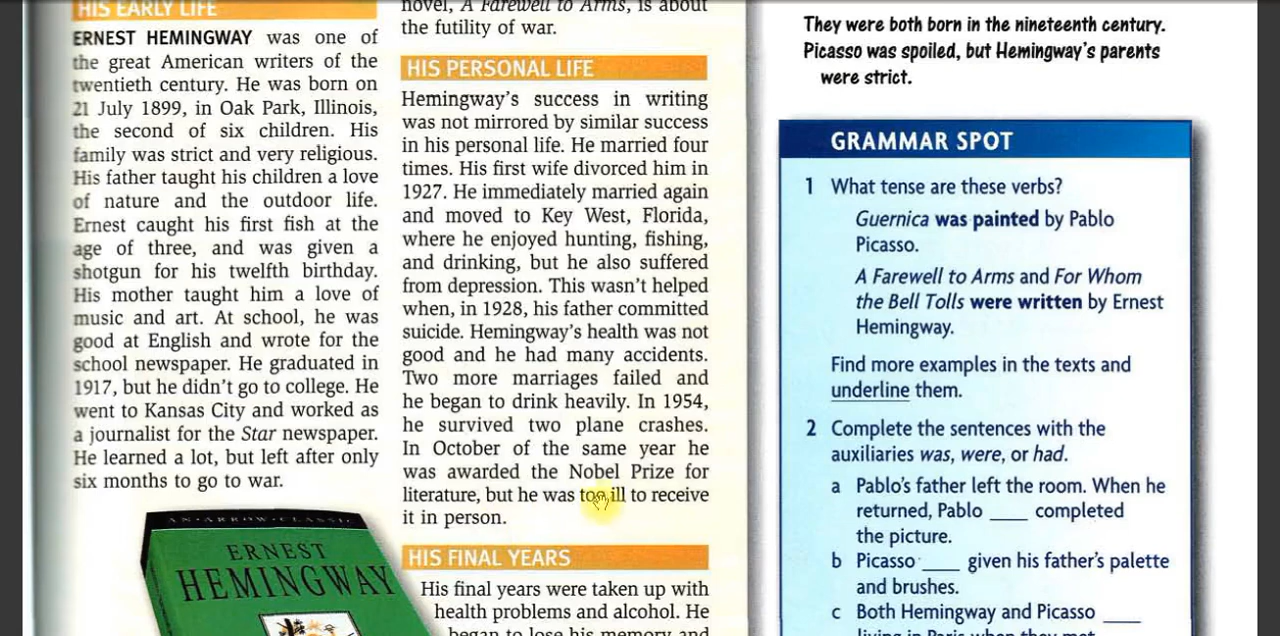 HIS EARLY LIFE
ERNEST HEMINGWAY was one of
the great American writers of the
twentieth century. He was born on
21 July 1899, in Oak Park, Illinois,
the second of six children. His
family was strict and very religious.
His father taught his children a love
of nature and the outdoor life.
Ernest caught his first fish at the
age of three, and was given a
shotgun for his twelfth birthday.
His mother taught him a love of
music and art. At school, he was
good at English and wrote for the
school newspaper. He graduated in
1917, but he didn't go to college. He
went to Kansas City and worked as
a journalist for the Star newspaper.
He learned a lot, but left after only
six months to go to war.
AN·ARROW·CLASSIC
ERNEST
HEMINGWAY
novel, A Farewell to Arms, is about
the futility of war.
HIS PERSONAL LIFE
Hemingway's success in writing
was not mirrored by similar success
in his personal life. He married four
times. His first wife divorced him in
1927. He immediately married again
and moved to Key West, Florida,
where he enjoyed hunting, fishing,
and drinking, but he also suffered
from depression. This wasn't helped
when, in 1928, his father committed
suicide. Hemingway's health was not
good and he had many accidents.
Two more marriages failed and
he began to drink heavily. In 1954,
he survived two plane crashes.
In October of the same year he
was awarded the Nobel Prize for
literature, but he was too ill to receive
it in person.
HIS FINAL YEARS
His final years were taken up with
health problems and alcohol. He
began to lose his memory and
They were both born in the nineteenth century.
Picasso was spoiled, but Hemingway's parents
were strict.
GRAMMAR SPOT
1 What tense are these verbs?
Guernica was painted by Pablo
Picasso.
A Farewell to Arms and For Whom
the Bell Tolls were written by Ernest
Hemingway.
Find more examples in the texts and
underline them.
2 Complete the sentences with the
auxiliaries was, were, or had.
a Pablo's father left the room. When he
returned, Pablo ____ completed
the picture.
b Picasso ____ given his father's palette
and brushes.
c Both Hemingway and Picasso ____
living in Paris when they met.